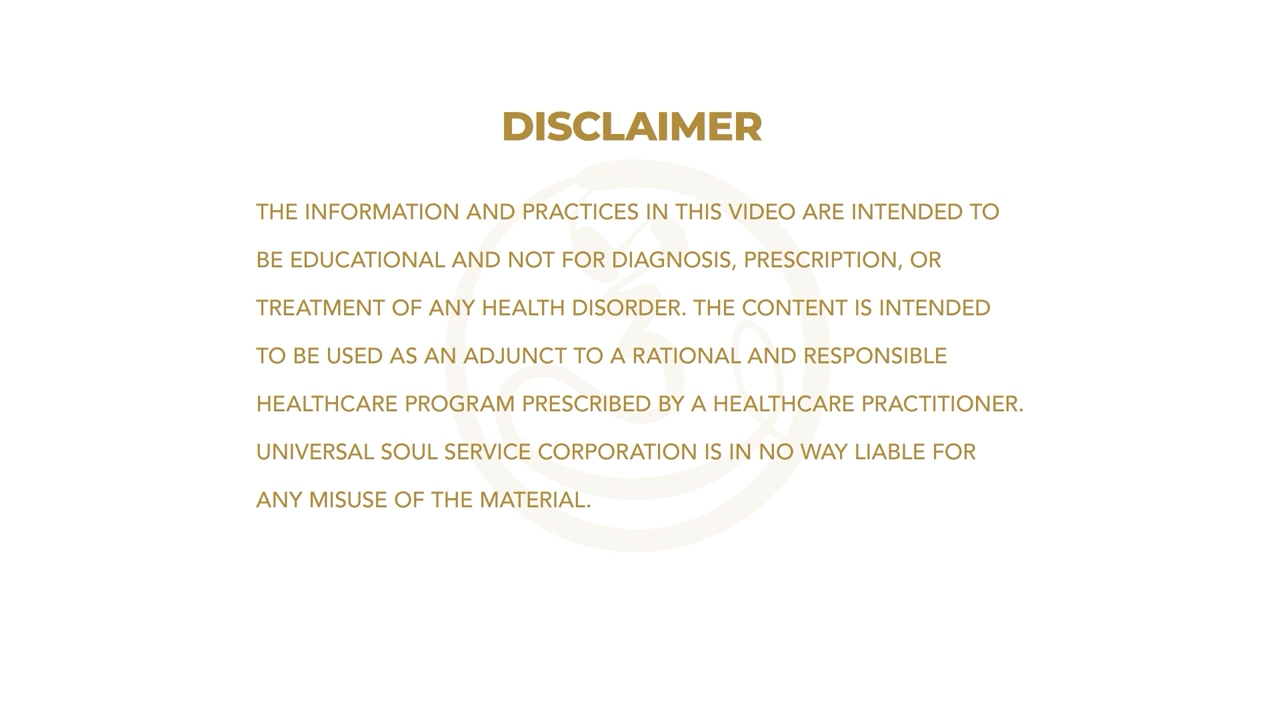 DISCLAIMER
THE INFORMATION AND PRACTICES IN THIS VIDEO ARE INTENDED TO
BE EDUCATIONAL AND NOT FOR DIAGNOSIS, PRESCRIPTION, OR
TREATMENT OF ANY HEALTH DISORDER. THE CONTENT IS INTENDED
TO BE USED AS AN ADJUNCT TO A RATIONAL AND RESPONSIBLE
HEALTHCARE PROGRAM PRESCRIBED BY A HEALTHCARE PRACTITIONER.
UNIVERSAL SOUL SERVICE CORPORATION IS IN NO WAY LIABLE FOR
ANY MISUSE OF THE MATERIAL.